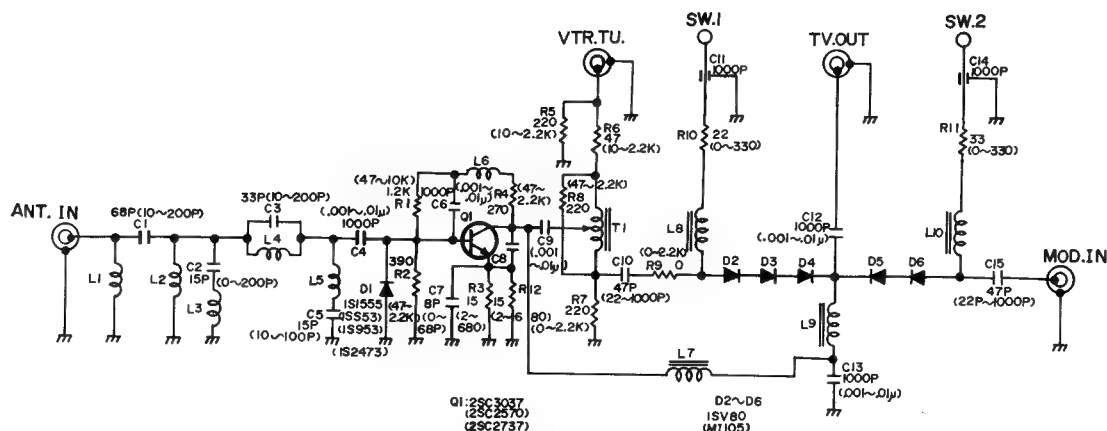 SW.1
SW.2
VTR.TU.
TV.OUT
C11
1000P
C14
1000P
R5
220
(10~2.2K)
R6
47
(10~2.2K)
R10
22
(0~330)
R11
33
(0~330)
L6
(47~10K)
1.2K
R1
1000P
C6
(.001~
.01μ)
R4
270
(47~
2.2K)
(47~2.2K)
R8
220
T1
L8
L10
C12
1000P
(.001~.01μ)
33P(10~200P)
C3
L4
ANT. IN
68P(10~200P)
C1
(.001~.01μ)
1000P
C4
Q1
C8
C9
(.001
~.01μ)
L1
L2
C2
15P
(0~200P)
L3
L5
C5
15P
(10~100P)
390
R2
(47~
2.2K)
D1
1S1555
(1SS53)
(1S953)
(1S2473)
C7
8P
(0~
68P)
R3
15
(2~
680)
R12
15
(2~6
80)
R7
220
(0~2.2K)
C10
47P
(22~1000P)
(0~2.2K)
R9
0
D2
D3
D4
D5
D6
C15
47P
(22P~1000P)
MOD.IN
L9
L7
C13
1000P
(.001~.01μ)
Q1:2SC3037
(2SC2570)
(2SC2737)
D2~D6
1SV80
(MI105)